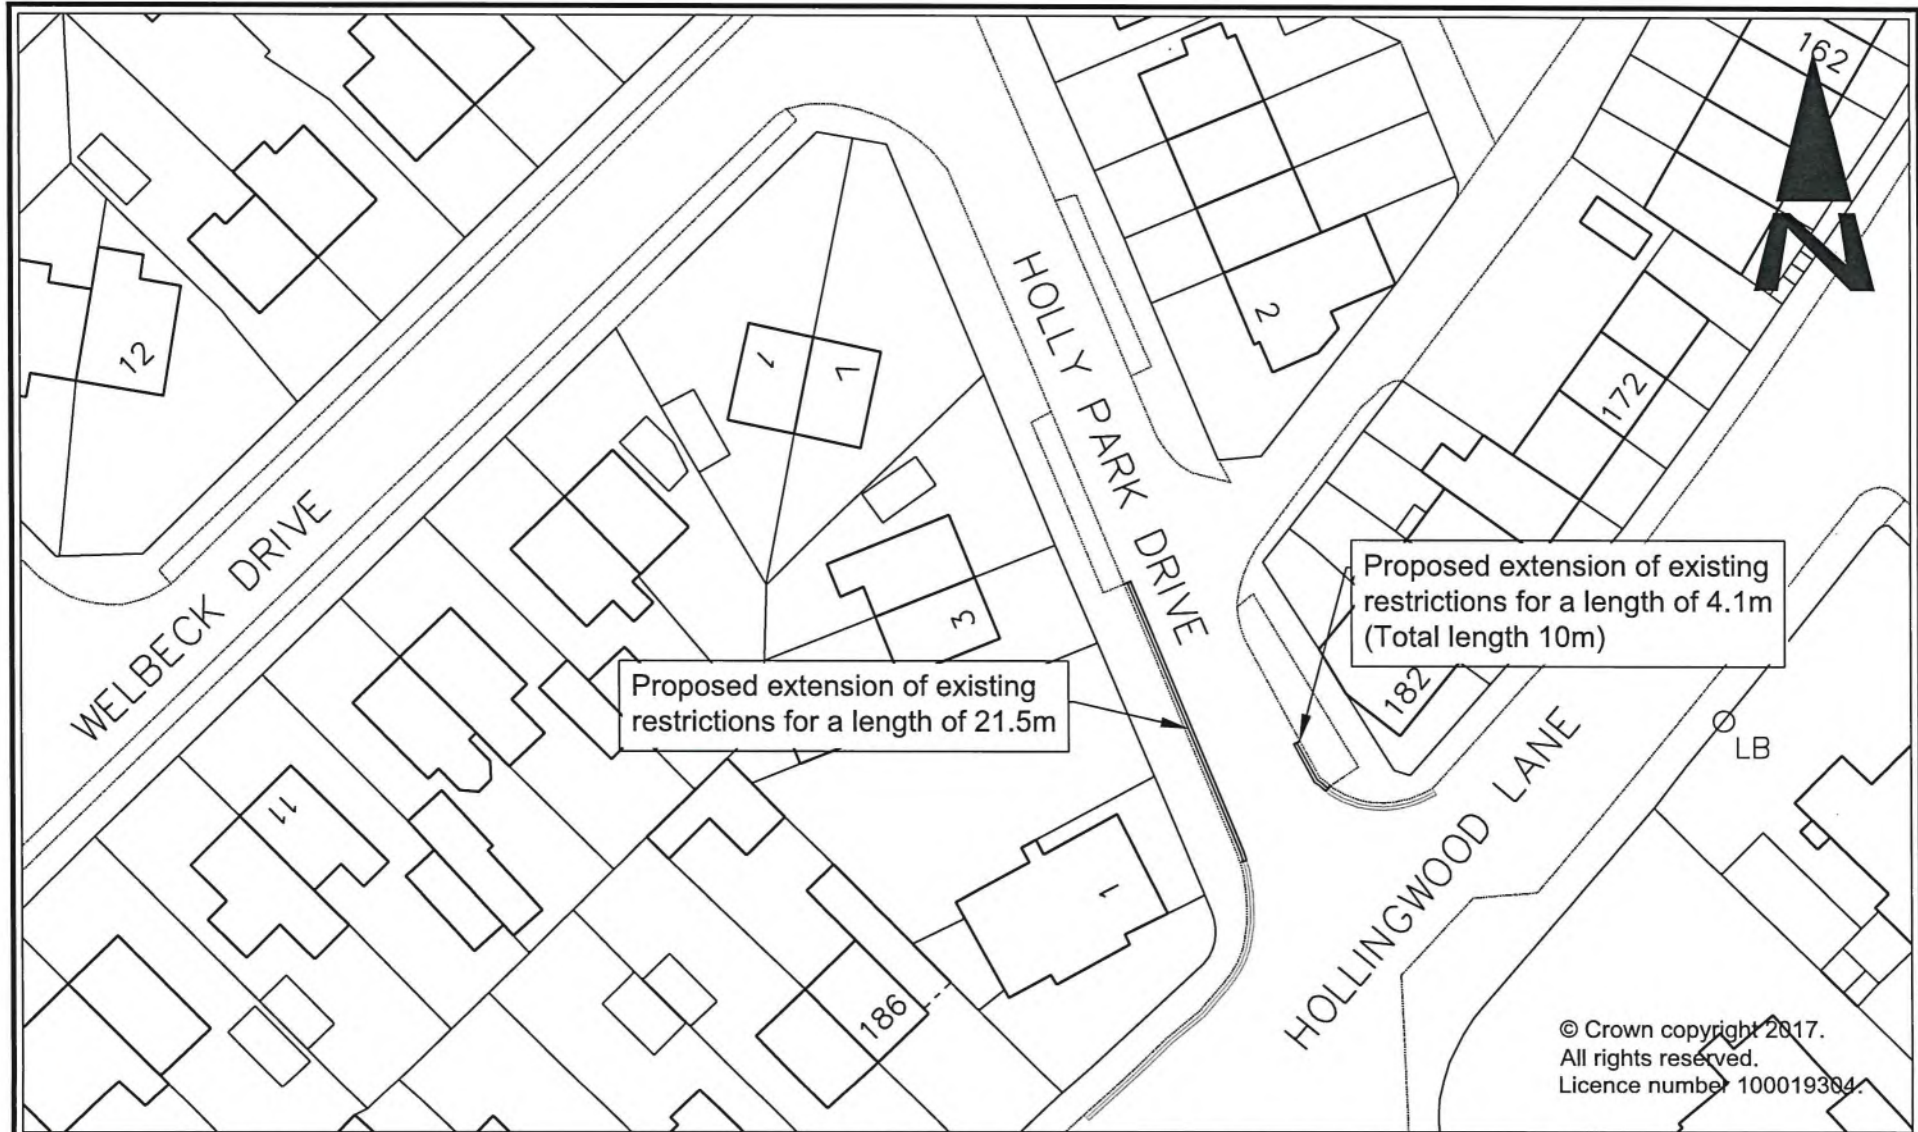 162
N
HOLLY PARK DRIVE
2
12
1
7
172
WELBECK DRIVE
3
Proposed extension of existing
restrictions for a length of 4.1m
(Total length 10m)
Proposed extension of existing
restrictions for a length of 21.5m
182
LB
11
1
HOLLINGWOOD LANE
186
© Crown copyright 2017.
All rights reserved.
Licence number 100019304.